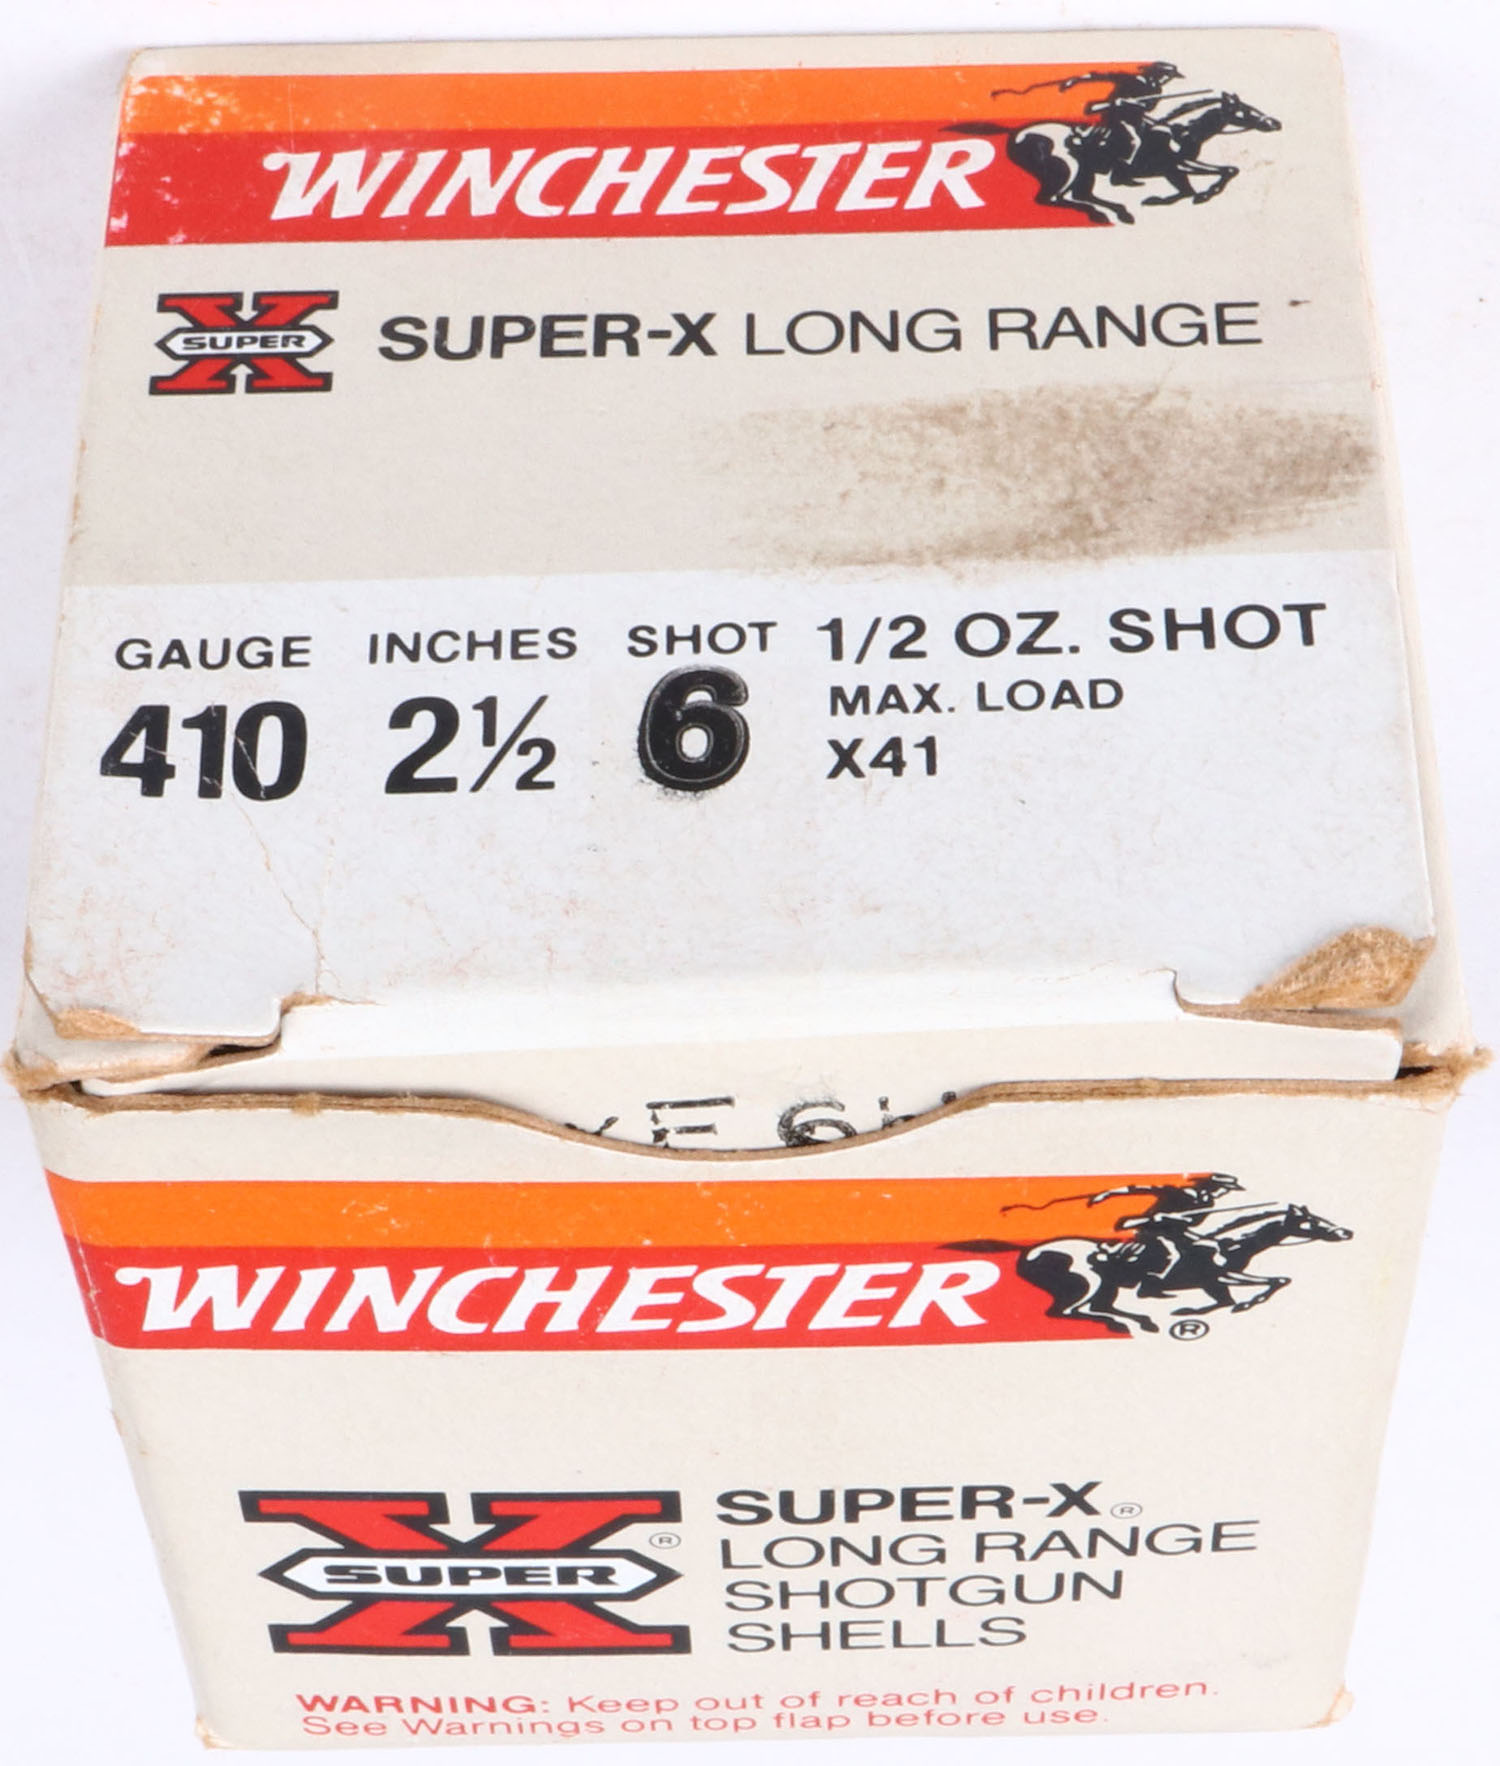 WINCHESTER
SUPER SUPER-X LONG RANGE
GAUGE INCHES SHOT 1/2 OZ. SHOT
410 2½ 6 MAX. LOAD
X41
WINCHESTER ®
X SUPER ®
SUPER-X®
LONG RANGE
SHOTGUN
SHELLS
WARNING: Keep out of reach of children.
See Warnings on top flap before use.